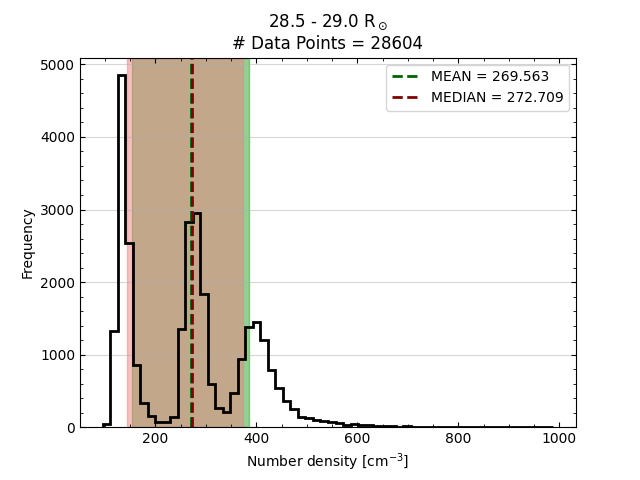 28.5 - 29.0 R⊙
# Data Points = 28604
5000
4000
3000
2000
1000
0
Frequency
MEAN = 269.563
MEDIAN = 272.709
200 400 600 800 1000
Number density [cm⁻³]